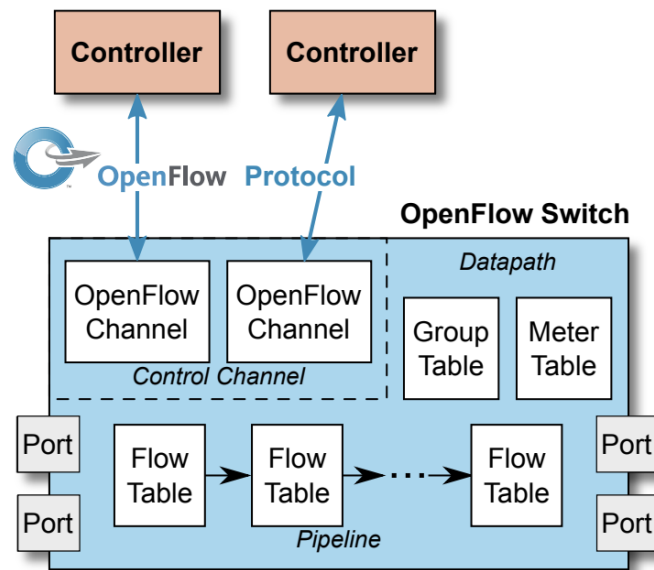 Controller
Controller
OpenFlow Protocol
OpenFlow Switch
Datapath
OpenFlow
Channel
OpenFlow
Channel
Control Channel
Group
Table
Meter
Table
Port
Port
Flow
Table
Flow
Table
...
Flow
Table
Pipeline
Port
Port